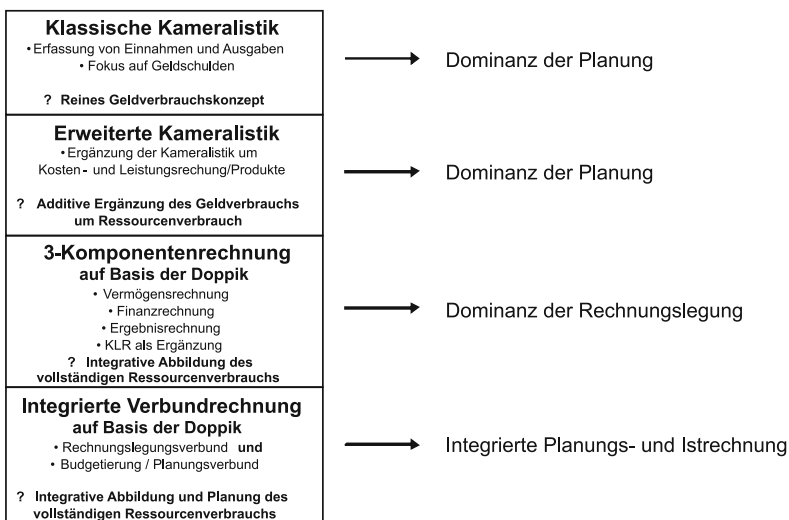 Klassische Kameralistik
• Erfassung von Einnahmen und Ausgaben
• Fokus auf Geldschulden
? Reines Geldverbrauchskonzept
Dominanz der Planung
Erweiterte Kameralistik
• Ergänzung der Kameralistik um
Kosten- und Leistungsrechung/Produkte
? Additive Ergänzung des Geldverbrauchs
um Ressourcenverbrauch
Dominanz der Planung
3-Komponentenrechnung
auf Basis der Doppik
• Vermögensrechnung
• Finanzrechnung
• Ergebnisrechnung
• KLR als Ergänzung
? Integrative Abbildung des
vollständigen Ressourcenverbrauchs
Dominanz der Rechnungslegung
Integrierte Verbundrechnung
auf Basis der Doppik
• Rechnungslegungsverbund und
• Budgetierung / Planungsverbund
? Integrative Abbildung und Planung des
vollständigen Ressourcenverbrauchs
Integrierte Planungs- und Istrechnung